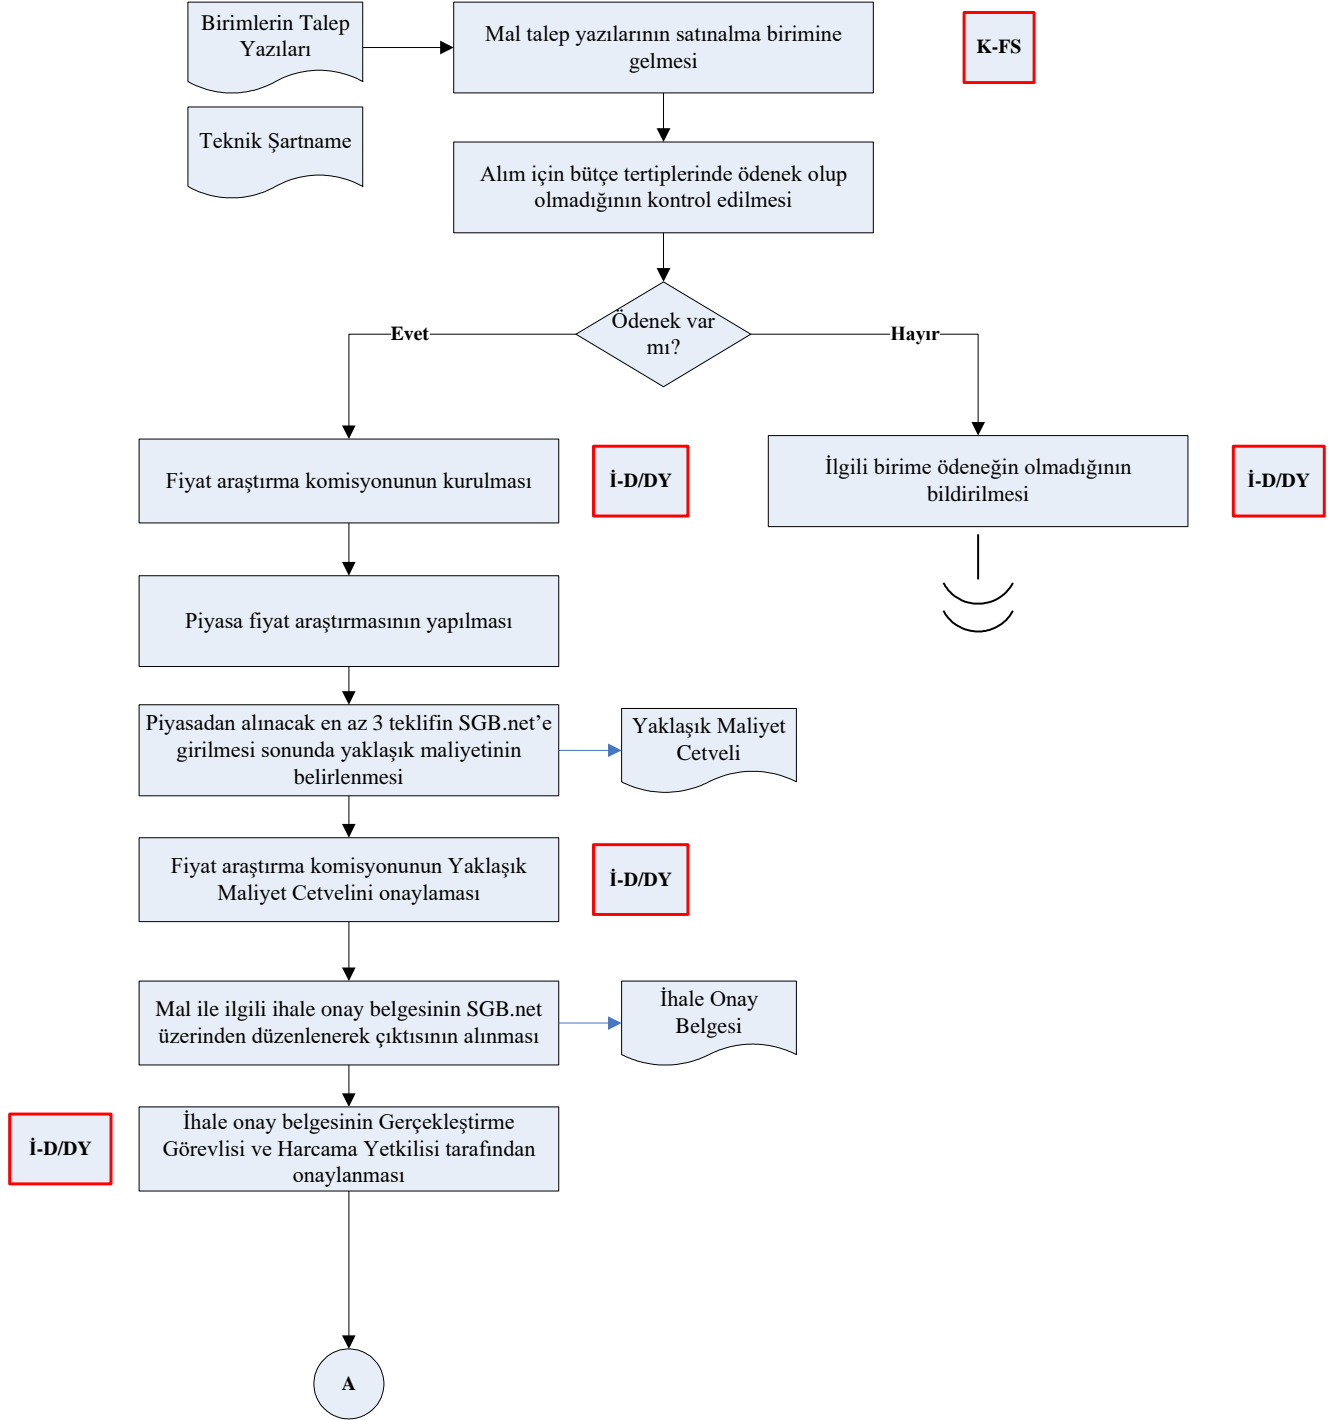 Birimlerin Talep
Yazıları
Mal talep yazılarının satınalma birimine
gelmesi
K-FS
Teknik Şartname
Alım için bütçe tertiplerinde ödenek olup
olmadığının kontrol edilmesi
Ödenek var
mı?
Evet
Hayır
Fiyat araştırma komisyonunun kurulması
İ-D/DY
İlgili birime ödeneğin olmadığının
bildirilmesi
İ-D/DY
Piyasa fiyat araştırmasının yapılması
Piyasadan alınacak en az 3 teklifin SGB.net’e
girilmesi sonunda yaklaşık maliyetinin
belirlenmesi
Yaklaşık Maliyet
Cetveli
Fiyat araştırma komisyonunun Yaklaşık
Maliyet Cetvelini onaylaması
İ-D/DY
Mal ile ilgili ihale onay belgesinin SGB.net
üzerinden düzenlenerek çıktısının alınması
İhale Onay
Belgesi
İ-D/DY
İhale onay belgesinin Gerçekleştirme
Görevlisi ve Harcama Yetkilisi tarafından
onaylanması
A